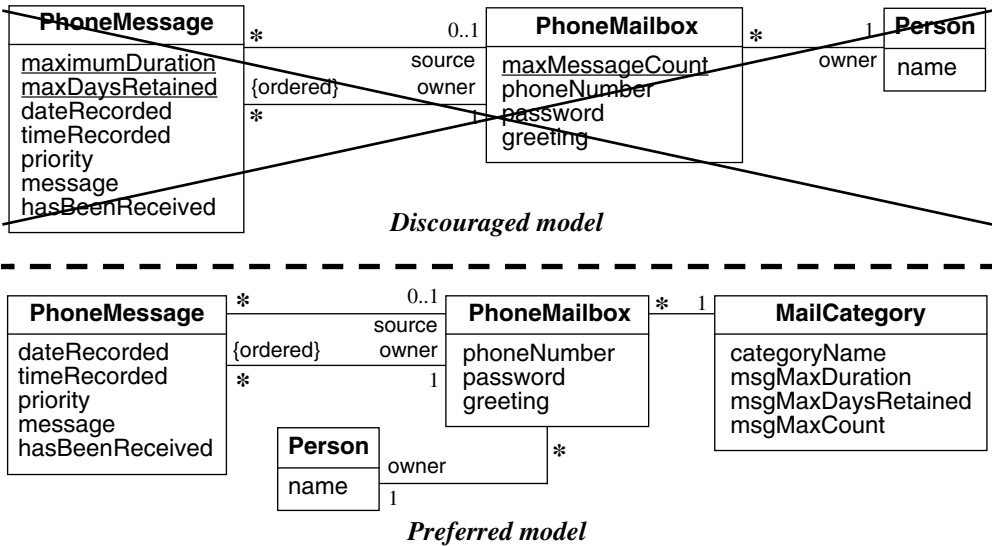 PhoneMessage
maximumDuration
maxDaysRetained
dateRecorded
timeRecorded
priority
message
hasBeenReceived
* 0..1
source
{ordered} owner
* 1
PhoneMailbox
maxMessageCount
phoneNumber
password
greeting
* 1
owner
Person
name
Discouraged model
PhoneMessage
dateRecorded
timeRecorded
priority
message
hasBeenReceived
* 0..1
source
{ordered} owner
* 1
PhoneMailbox
phoneNumber
password
greeting
* 1
MailCategory
categoryName
msgMaxDuration
msgMaxDaysRetained
msgMaxCount
Person
name
owner
1
*
Preferred model